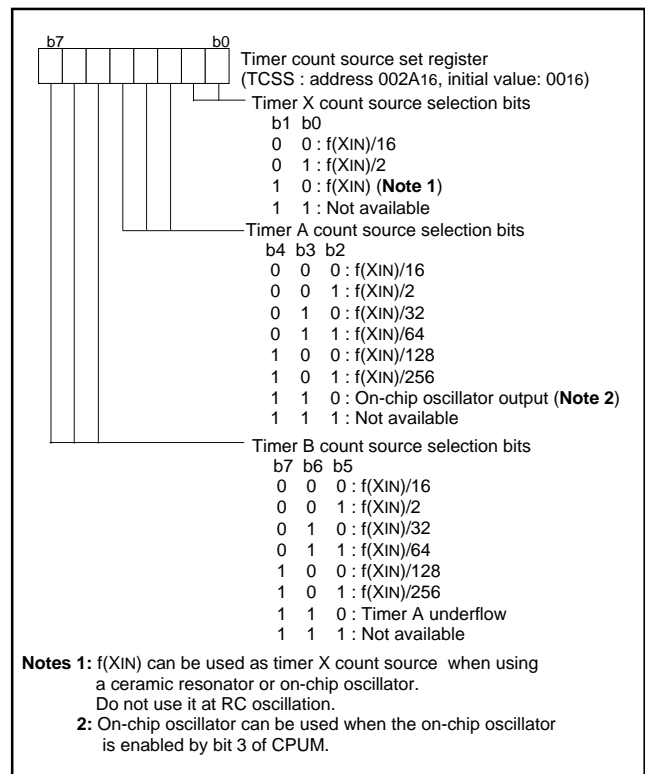 b7 b0
Timer count source set register
(TCSS : address 002A16, initial value: 0016)
Timer X count source selection bits
b1 b0
0 0 : f(XIN)/16
0 1 : f(XIN)/2
1 0 : f(XIN) (Note 1)
1 1 : Not available
Timer A count source selection bits
b4 b3 b2
0 0 0 : f(XIN)/16
0 0 1 : f(XIN)/2
0 1 0 : f(XIN)/32
0 1 1 : f(XIN)/64
1 0 0 : f(XIN)/128
1 0 1 : f(XIN)/256
1 1 0 : On-chip oscillator output (Note 2)
1 1 1 : Not available
Timer B count source selection bits
b7 b6 b5
0 0 0 : f(XIN)/16
0 0 1 : f(XIN)/2
0 1 0 : f(XIN)/32
0 1 1 : f(XIN)/64
1 0 0 : f(XIN)/128
1 0 1 : f(XIN)/256
1 1 0 : Timer A underflow
1 1 1 : Not available
Notes 1: f(XIN) can be used as timer X count source when using
a ceramic resonator or on-chip oscillator.
Do not use it at RC oscillation.
2: On-chip oscillator can be used when the on-chip oscillator
is enabled by bit 3 of CPUM.